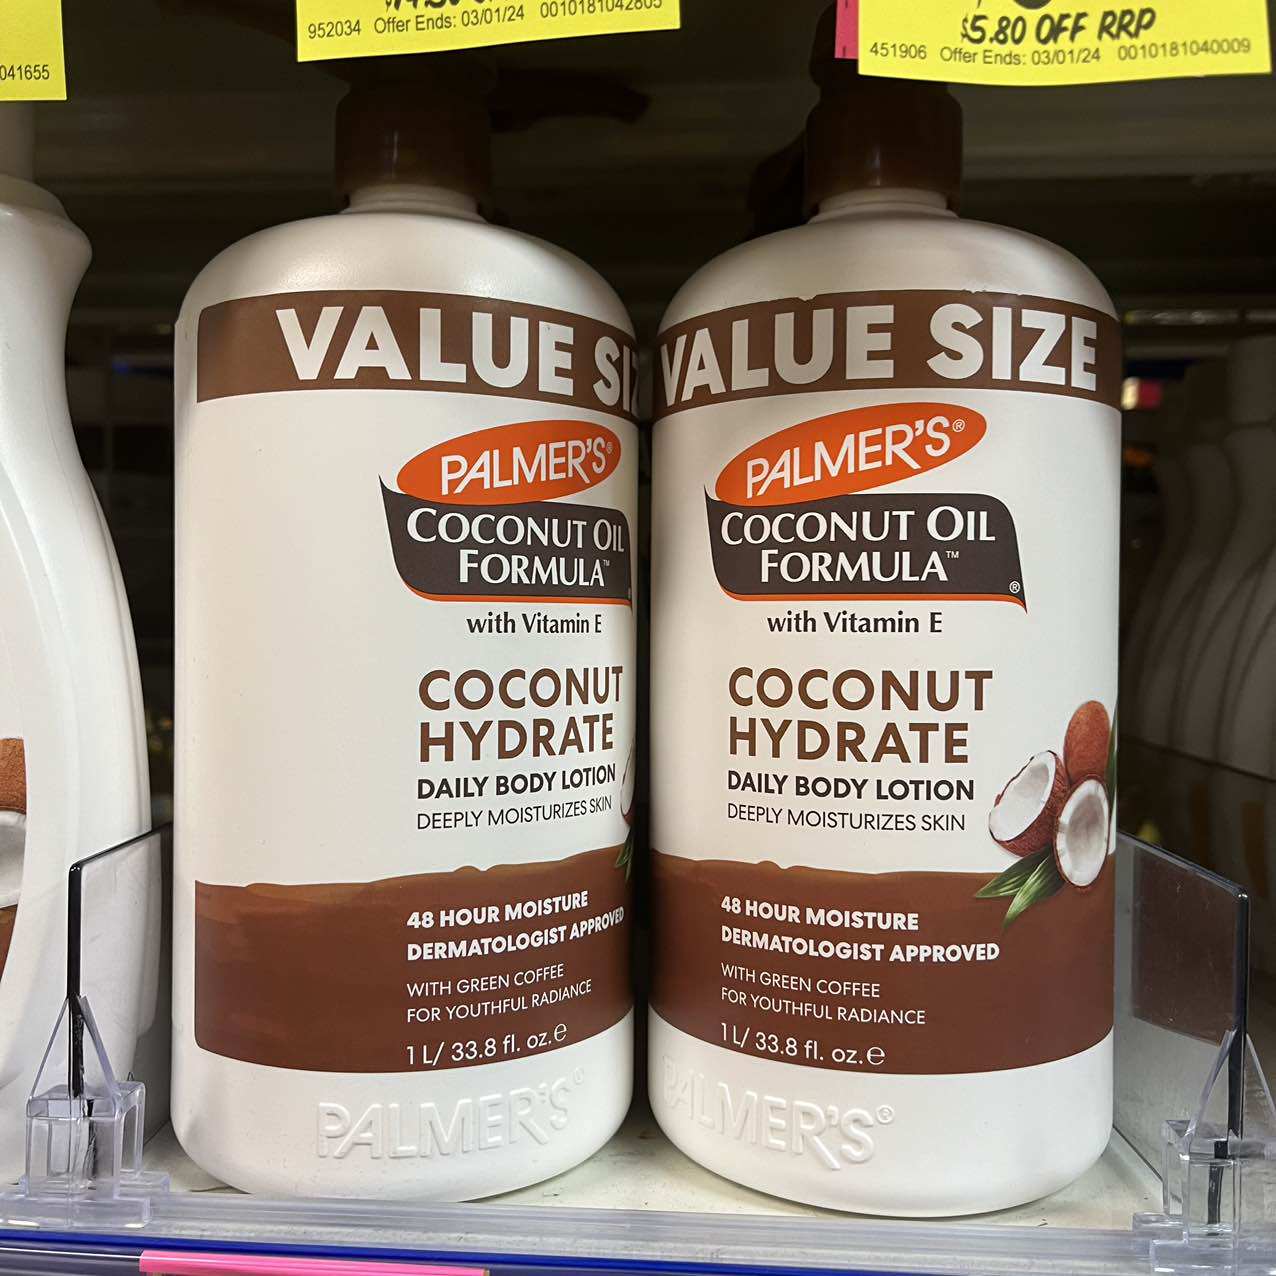 041655
952034 Offer Ends: 03/01/24 0010181042805
$5.80 OFF RRP
451906 Offer Ends: 03/01/24 0010181040009
VALUE SIZ
PALMER'S®
COCONUT OIL
FORMULA™
with Vitamin E
COCONUT
HYDRATE
DAILY BODY LOTION
DEEPLY MOISTURIZES SKIN
48 HOUR MOISTURE
DERMATOLOGIST APPROVED
WITH GREEN COFFEE
FOR YOUTHFUL RADIANCE
1 L/ 33.8 fl. oz.℮
PALMER'S®
VALUE SIZE
PALMER'S®
COCONUT OIL
FORMULA™
®
with Vitamin E
COCONUT
HYDRATE
DAILY BODY LOTION
DEEPLY MOISTURIZES SKIN
48 HOUR MOISTURE
DERMATOLOGIST APPROVED
WITH GREEN COFFEE
FOR YOUTHFUL RADIANCE
1 L/ 33.8 fl. oz.℮
PALMER'S®